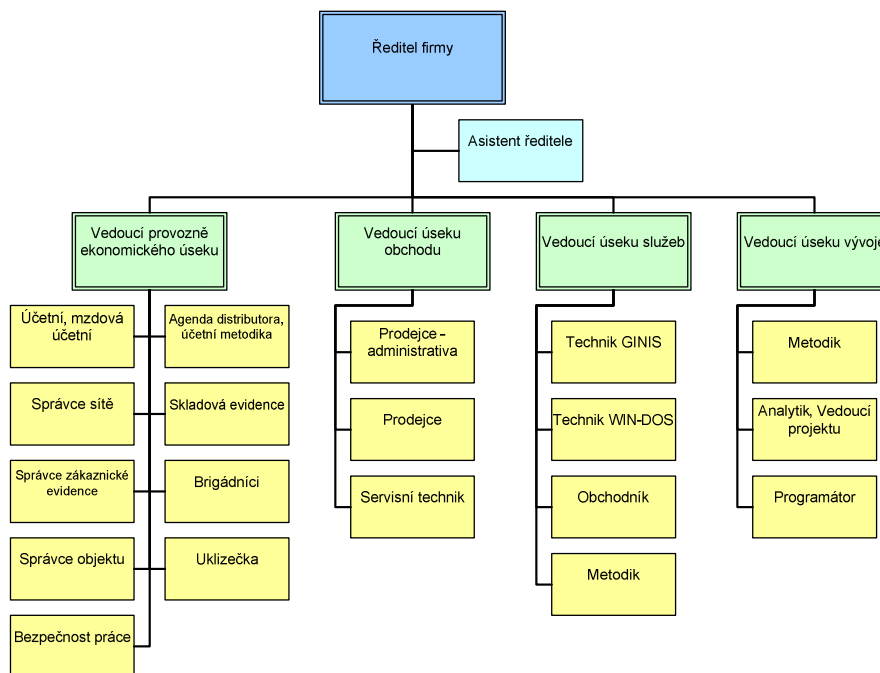 Ředitel firmy
Asistent ředitele
Vedoucí provozně
ekonomického úseku
Vedoucí úseku
obchodu
Vedoucí úseku služeb
Vedoucí úseku vývoje
Účetní, mzdová
účetní
Agenda distributora,
účetní metodika
Správce sítě
Skladová evidence
Správce zákaznické
evidence
Brigádníci
Správce objektu
Uklizečka
Bezpečnost práce
Prodejce –
administrativa
Prodejce
Servisní technik
Technik GINIS
Technik WIN-DOS
Obchodník
Metodik
Metodik
Analytik, Vedoucí
projektu
Programátor